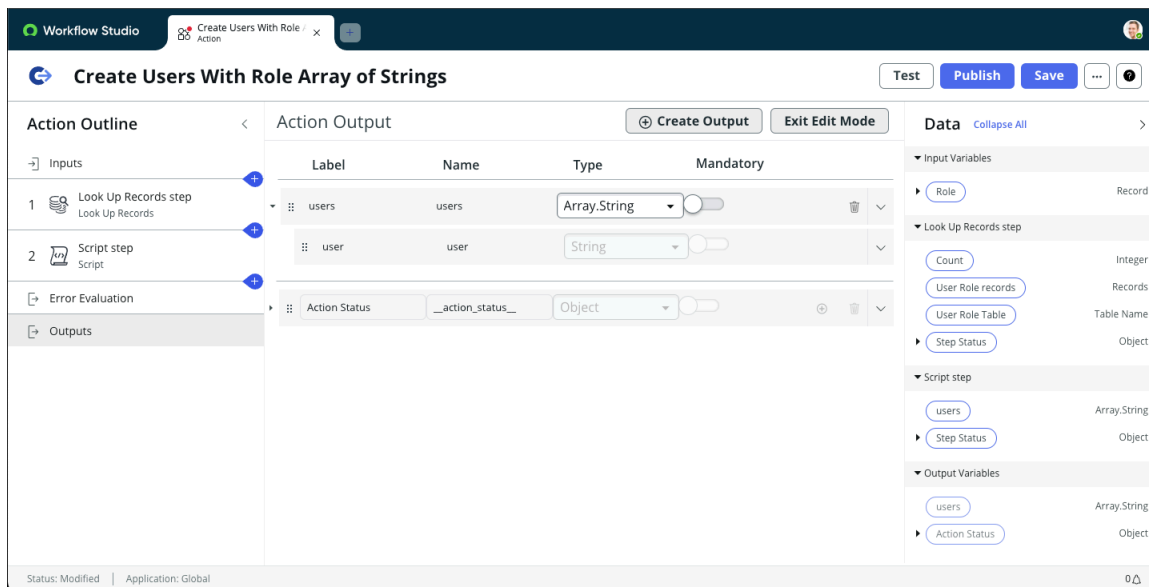 Workflow Studio
Create Users With Role /
Action
Create Users With Role Array of Strings
Test
Publish
Save
Action Outline
Inputs
1
Look Up Records step
Look Up Records
2
Script step
Script
Error Evaluation
Outputs
Action Output
Create Output
Exit Edit Mode
Label Name Type Mandatory
users users Array.String
user user String
Action Status __action_status__ Object
Data Collapse All
Input Variables
Role Record
Look Up Records step
Count Integer
User Role records Records
User Role Table Table Name
Step Status Object
Script step
users Array.String
Step Status Object
Output Variables
users Array.String
Action Status Object
Status: Modified | Application: Global
0